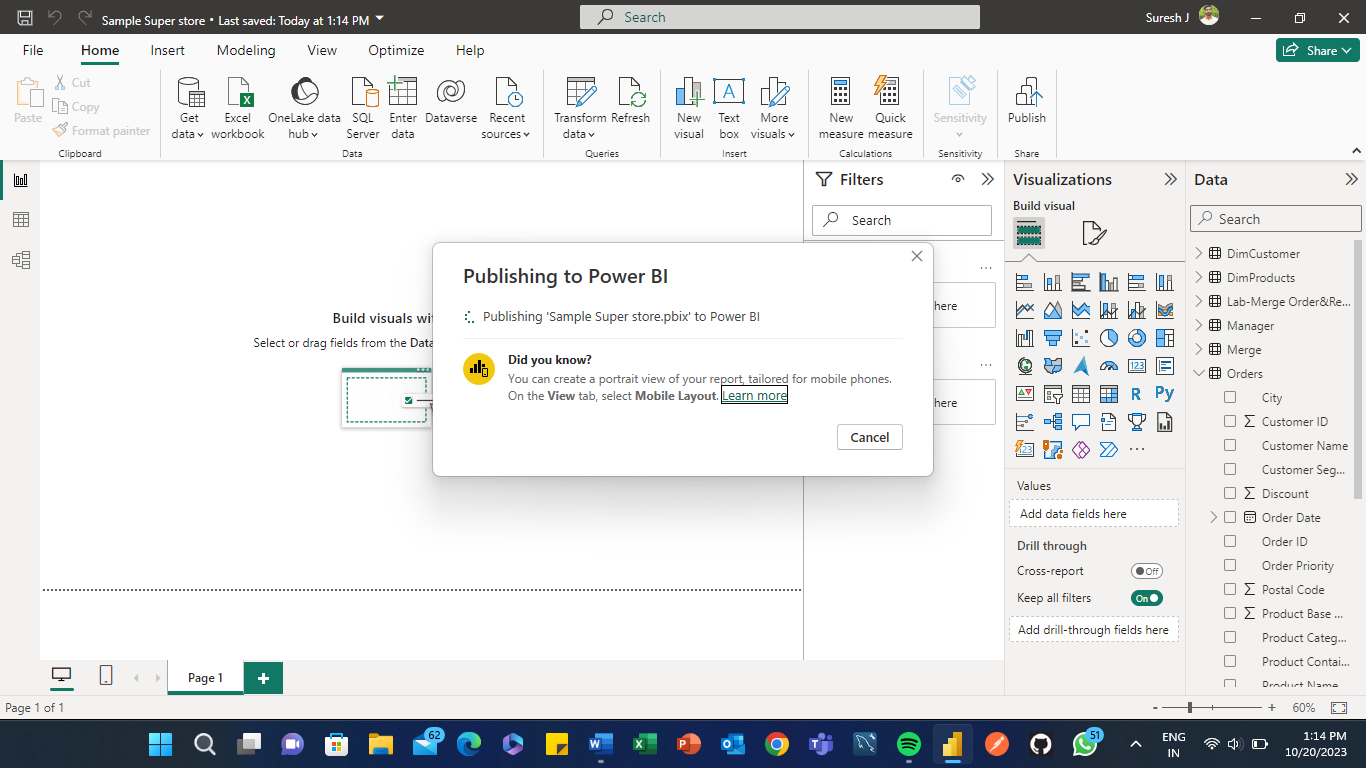 Sample Super store • Last saved: Today at 1:14 PM
Search
Suresh J
File
Home
Insert
Modeling
View
Optimize
Help
Share
Paste
Cut
Copy
Format painter
Clipboard
Get
data
Excel
workbook
OneLake data
hub
SQL
Server
Enter
data
Dataverse
Recent
sources
Data
Transform
data
Refresh
Queries
New
visual
Text
box
More
visuals
Insert
New
measure
Quick
measure
Calculations
Sensitivity
Sensitivity
Publish
Share
Build visuals wit
Select or drag fields from the Data
Publishing to Power BI
Publishing 'Sample Super store.pbix' to Power BI
Did you know?
You can create a portrait view of your report, tailored for mobile phones.
On the View tab, select Mobile Layout. Learn more
Cancel
Filters
Search
...
here
...
here
Visualizations
Build visual
123
R
Py
123
...
Values
Add data fields here
Drill through
Cross-report
Off
Keep all filters
On
Add drill-through fields here
Data
Search
DimCustomer
DimProducts
Lab-Merge Order&Re...
Manager
Merge
Orders
City
Customer ID
Customer Name
Customer Seg...
Discount
Order Date
Order ID
Order Priority
Postal Code
Product Base ...
Product Categ...
Product Contai...
Product Name
Page 1
Page 1 of 1
- + 60%
62
51
ENG
IN
1:14 PM
10/20/2023